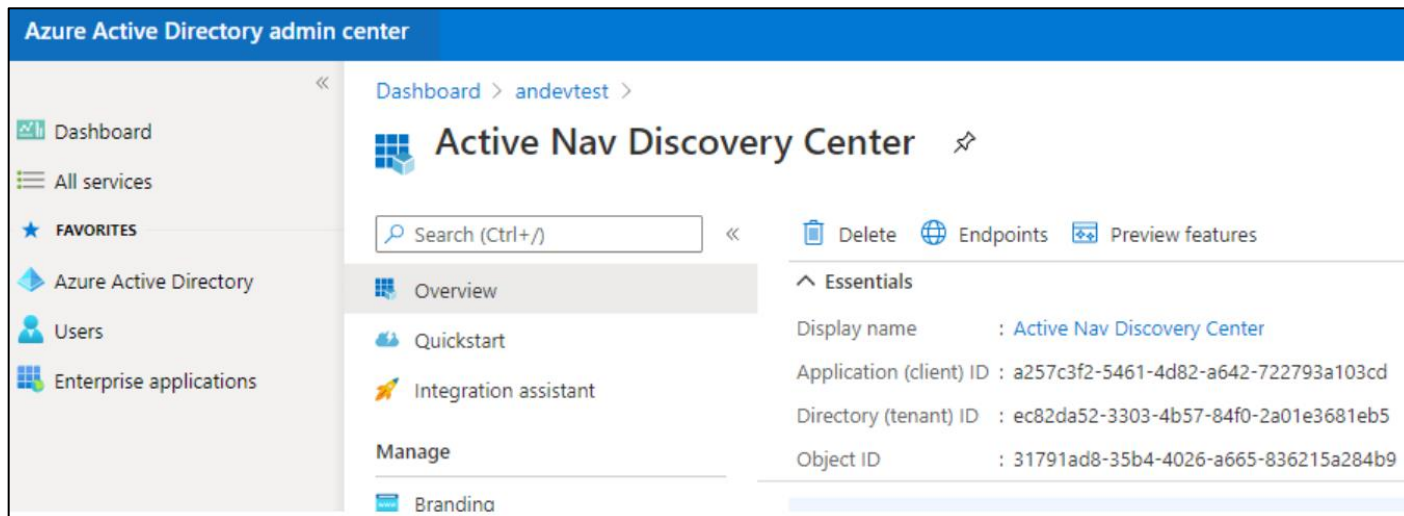 Azure Active Directory admin center
«
Dashboard
All services
FAVORITES
Azure Active Directory
Users
Enterprise applications
Dashboard > andevtest >
Active Nav Discovery Center
Search (Ctrl+/)
«
Overview
Quickstart
Integration assistant
Manage
Branding
Delete Endpoints Preview features
Essentials
Display name : Active Nav Discovery Center
Application (client) ID : a257c3f2-5461-4d82-a642-722793a103cd
Directory (tenant) ID : ec82da52-3303-4b57-84f0-2a01e3681eb5
Object ID : 31791ad8-35b4-4026-a665-836215a284b9